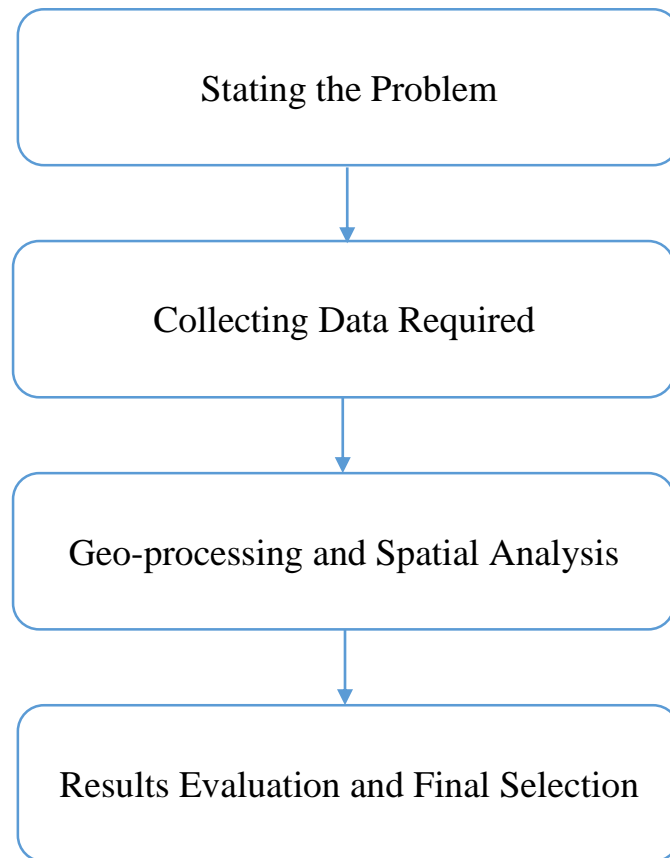 Stating the Problem
Collecting Data Required
Geo-processing and Spatial Analysis
Results Evaluation and Final Selection